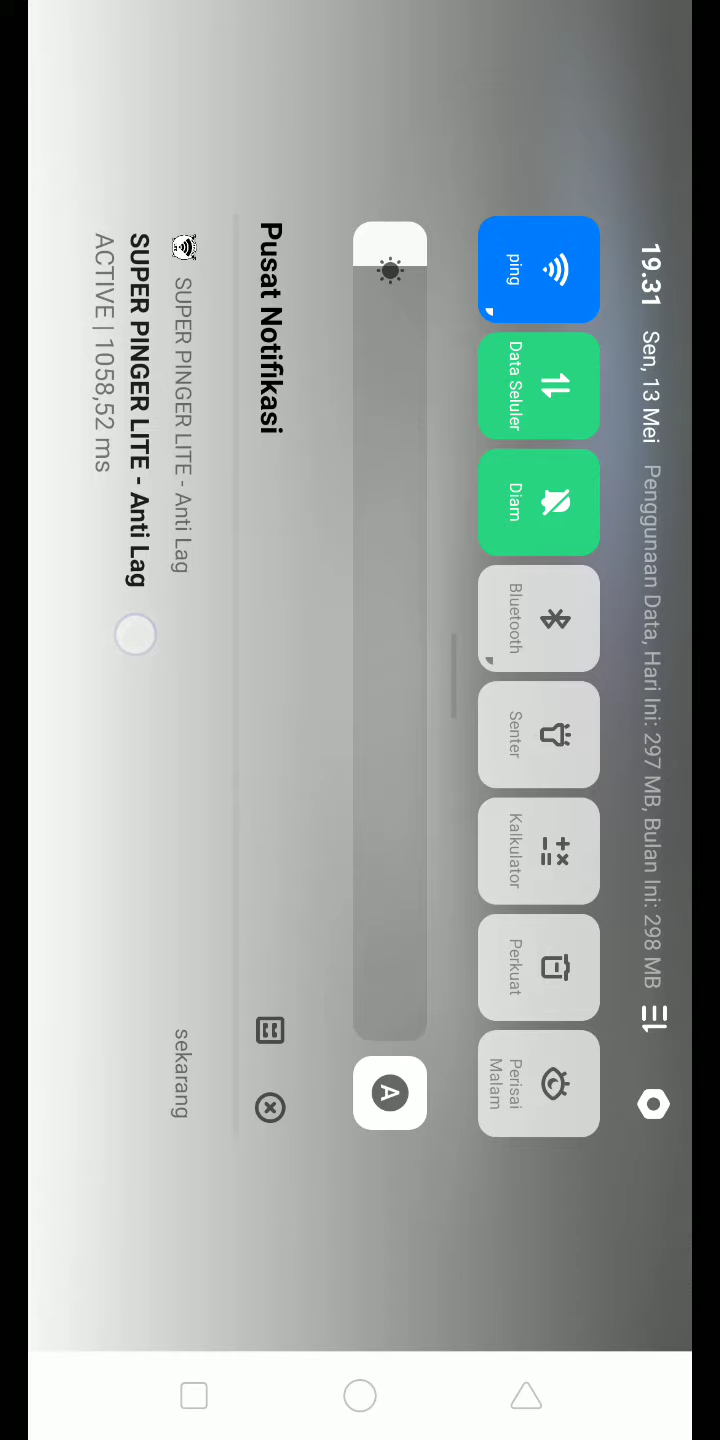 19.31 Sen, 13 Mei Penggunaan Data, Hari Ini: 297 MB, Bulan Ini: 298 MB
ping
Data Seluler
Diam
Bluetooth
Senter
Kalkulator
Perkuat
Perisai
Malam
A
Pusat Notifikasi
SUPER PINGER LITE - Anti Lag sekarang
SUPER PINGER LITE - Anti Lag
ACTIVE | 1058,52 ms